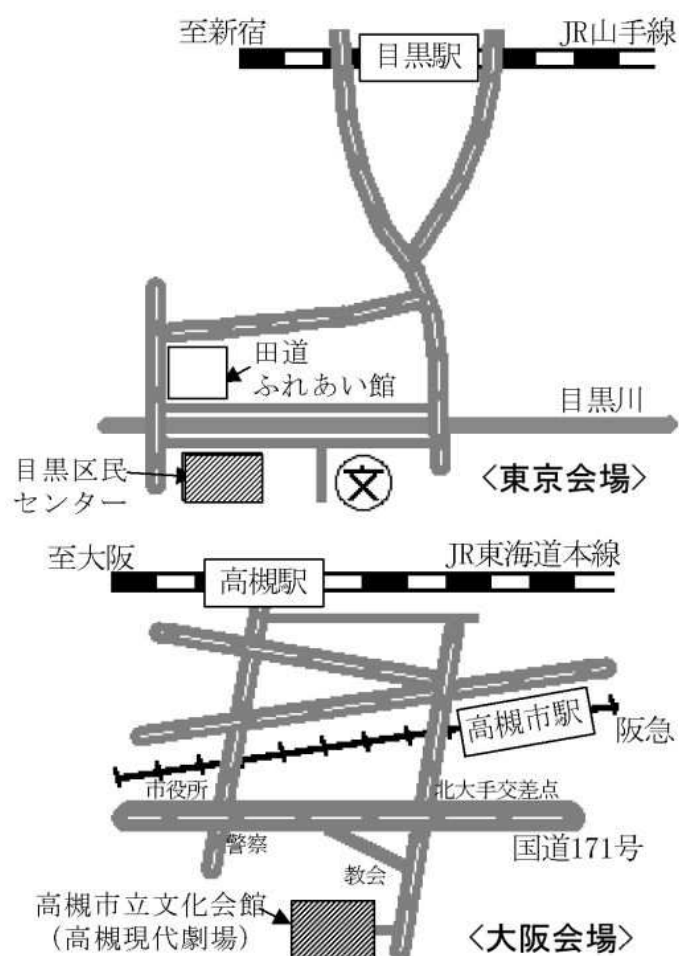 至新宿
JR山手線
目黒駅
田道
ふれあい館
目黒川
目黒区民
センター
文
<東京会場>
至大阪
JR東海道本線
高槻駅
高槻市駅
阪急
市役所
北大手交差点
警察
国道171号
教会
高槻市立文化会館
(高槻現代劇場)
<大阪会場>